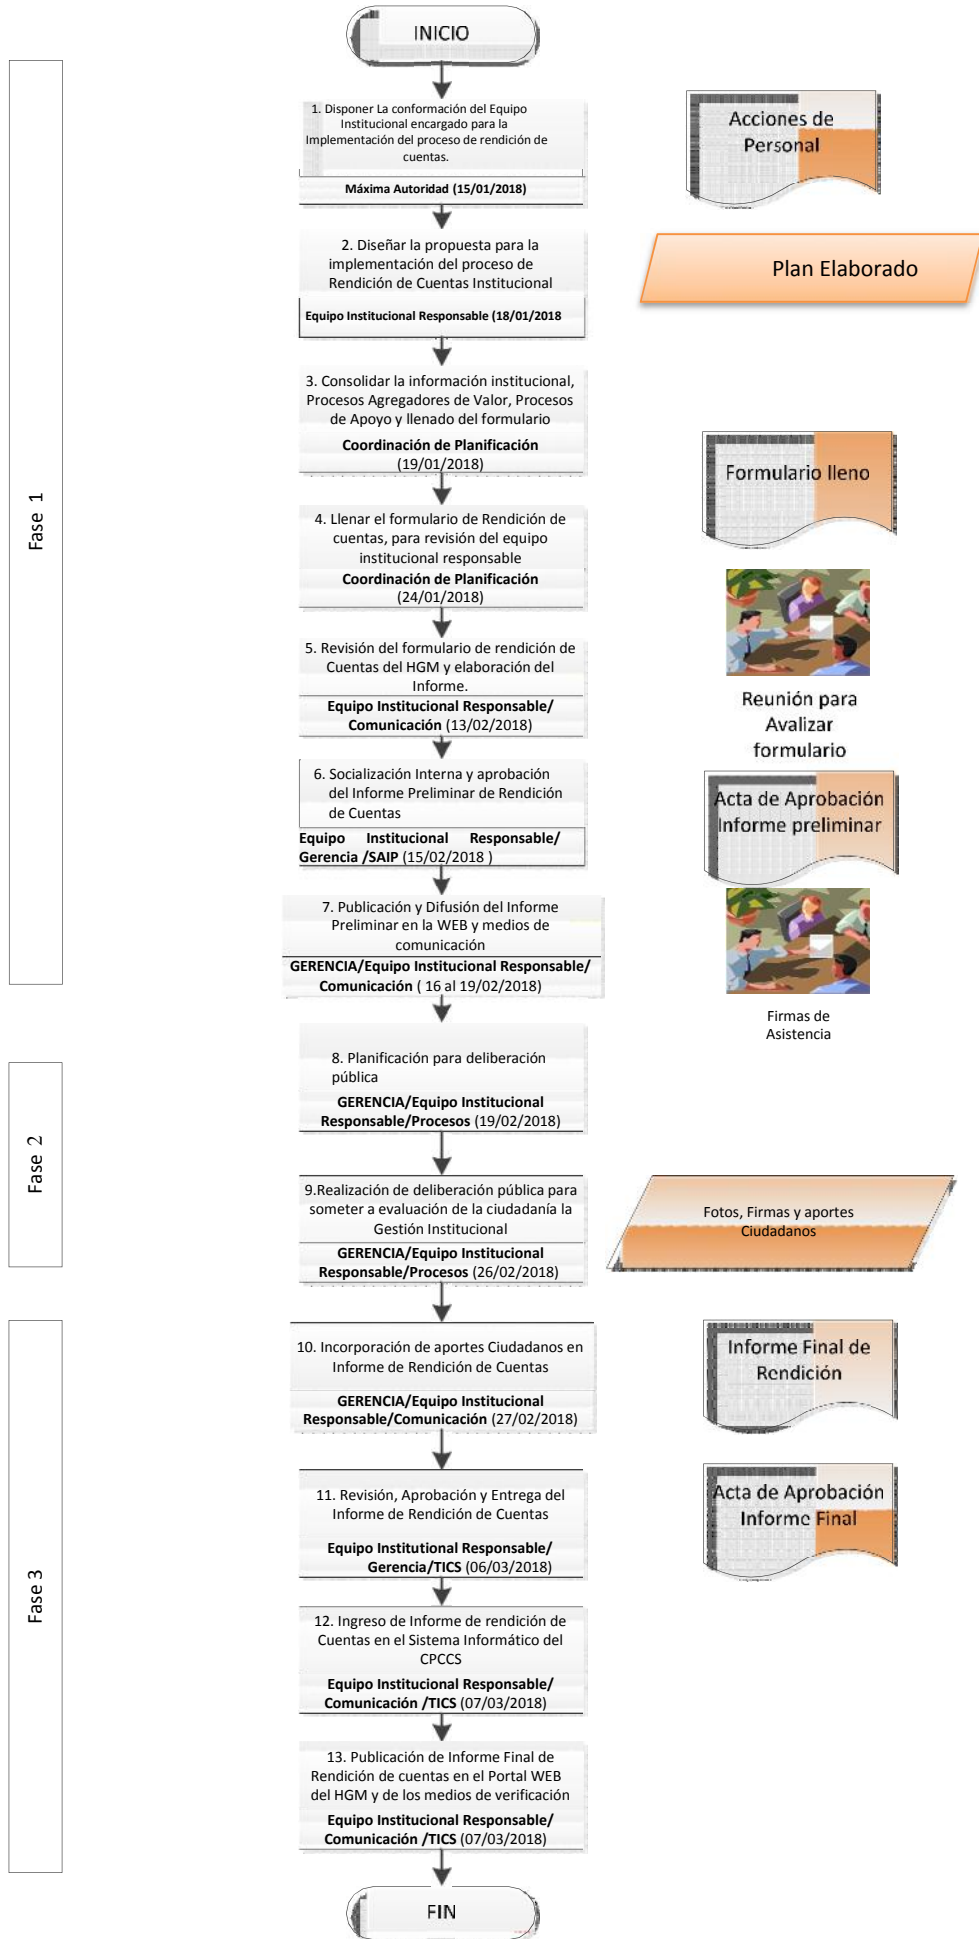 INICIO
Fase 1
1. Disponer La conformación del Equipo
Institucional encargado para la
Implementación del proceso de rendición de
cuentas.
Máxima Autoridad (15/01/2018)
Acciones de
Personal
2. Diseñar la propuesta para la
implementación del proceso de
Rendición de Cuentas Institucional
Equipo Institucional Responsable (18/01/2018
Plan Elaborado
3. Consolidar la información institucional,
Procesos Agregadores de Valor, Procesos
de Apoyo y llenado del formulario
Coordinación de Planificación
(19/01/2018)
Formulario lleno
4. Llenar el formulario de Rendición de
cuentas, para revisión del equipo
institucional responsable
Coordinación de Planificación
(24/01/2018)
5. Revisión del formulario de rendición de
Cuentas del HGM y elaboración del
Informe.
Equipo Institucional Responsable/
Comunicación (13/02/2018)
Reunión para
Avalizar
formulario
6. Socialización Interna y aprobación
del Informe Preliminar de Rendición
de Cuentas
Equipo Institucional Responsable/
Gerencia /SAIP (15/02/2018 )
Acta de Aprobación
Informe preliminar
7. Publicación y Difusión del Informe
Preliminar en la WEB y medios de
comunicación
GERENCIA/Equipo Institucional Responsable/
Comunicación ( 16 al 19/02/2018)
Firmas de
Asistencia
Fase 2
8. Planificación para deliberación
pública
GERENCIA/Equipo Institucional
Responsable/Procesos (19/02/2018)
9.Realización de deliberación pública para
someter a evaluación de la ciudadanía la
Gestión Institucional
GERENCIA/Equipo Institucional
Responsable/Procesos (26/02/2018)
Fotos, Firmas y aportes
Ciudadanos
Fase 3
10. Incorporación de aportes Ciudadanos en
Informe de Rendición de Cuentas
GERENCIA/Equipo Institucional
Responsable/Comunicación (27/02/2018)
Informe Final de
Rendición
11. Revisión, Aprobación y Entrega del
Informe de Rendición de Cuentas
Equipo Institutional Responsable/
Gerencia/TICS (06/03/2018)
Acta de Aprobación
Informe Final
12. Ingreso de Informe de rendición de
Cuentas en el Sistema Informático del
CPCCS
Equipo Institucional Responsable/
Comunicación /TICS (07/03/2018)
13. Publicación de Informe Final de
Rendición de cuentas en el Portal WEB
del HGM y de los medios de verificación
Equipo Institucional Responsable/
Comunicación /TICS (07/03/2018)
FIN